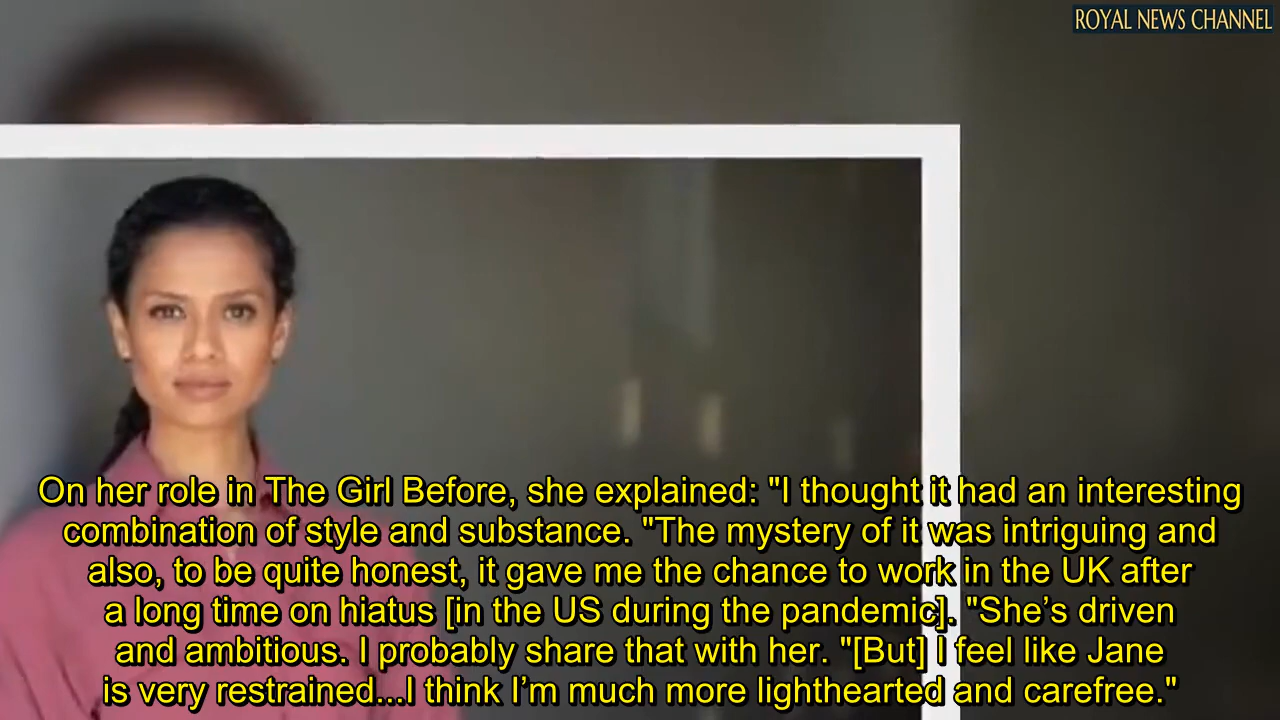 ROYAL NEWS CHANNEL
On her role in The Girl Before, she explained: "I thought it had an interesting
combination of style and substance. "The mystery of it was intriguing and
also, to be quite honest, it gave me the chance to work in the UK after
a long time on hiatus [in the US during the pandemic]. "She’s driven
and ambitious. I probably share that with her. "[But] I feel like Jane
is very restrained...I think I’m much more lighthearted and carefree."